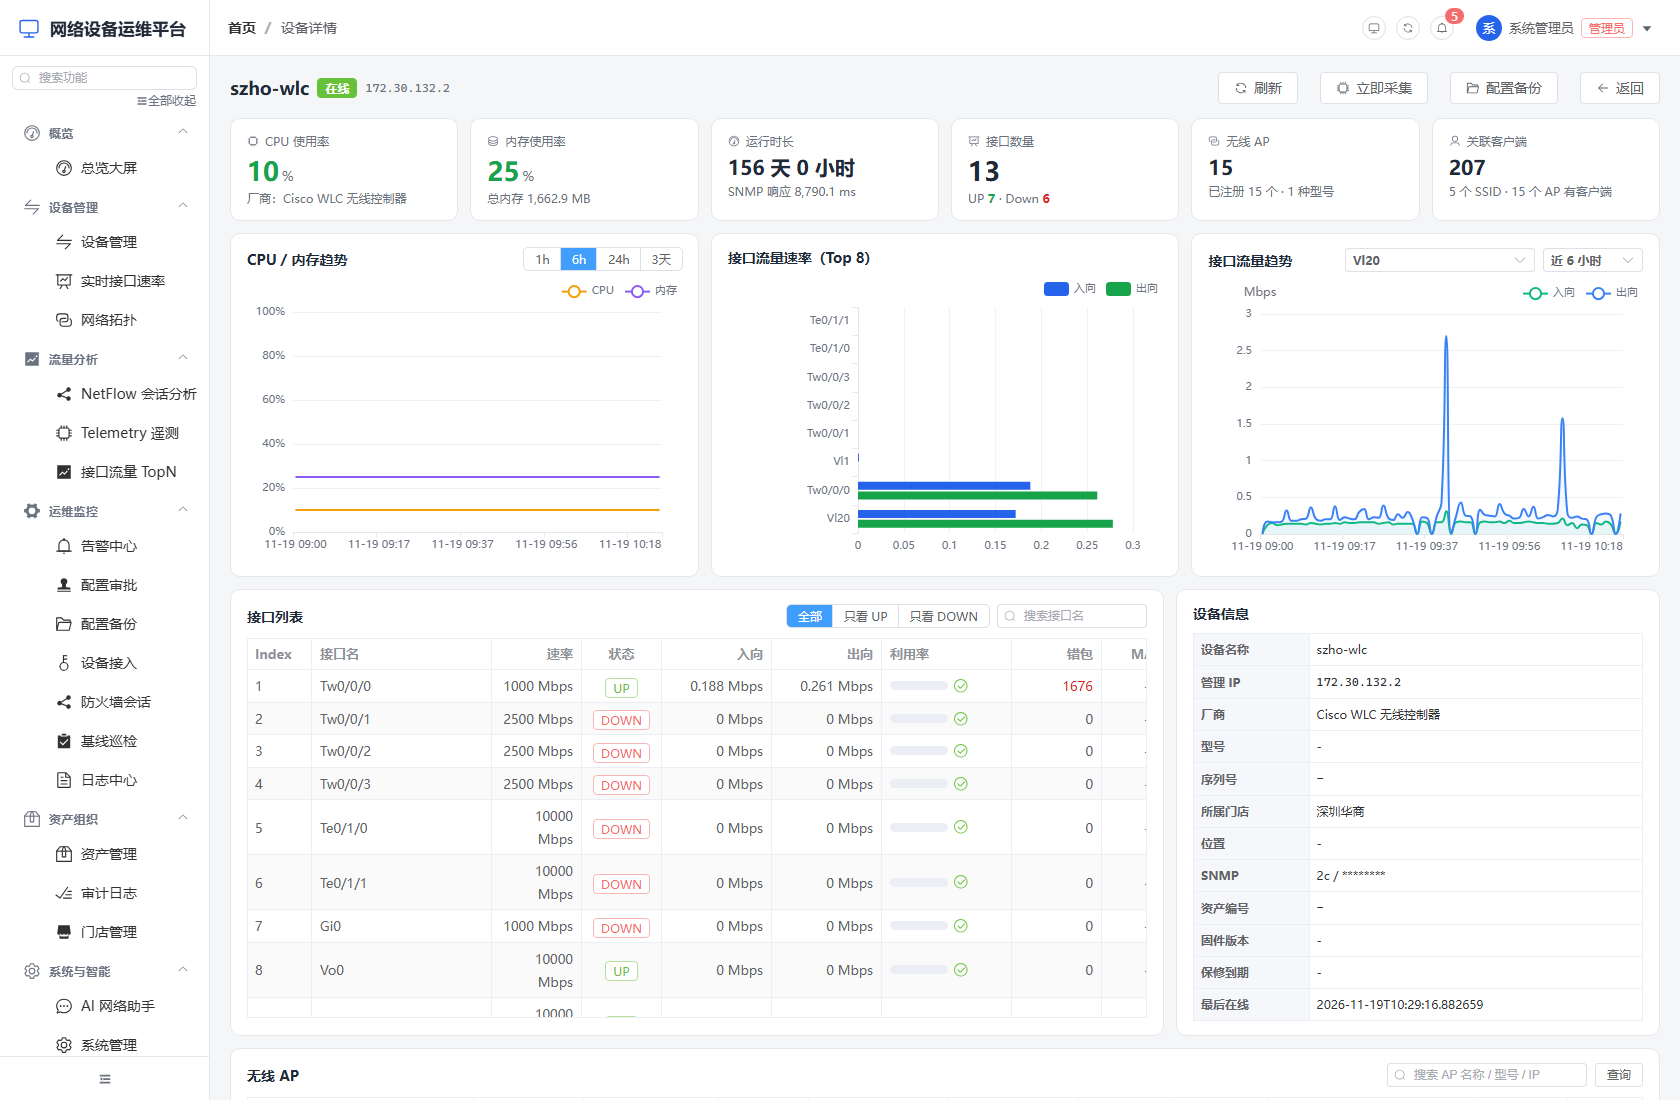 网络设备运维平台
首页 / 设备详情
5
系 系统管理员 管理员
搜索功能
全部收起
概览
总览大屏
设备管理
设备管理
实时接口速率
网络拓扑
流量分析
NetFlow 会话分析
Telemetry 遥测
接口流量 TopN
运维监控
告警中心
配置审批
配置备份
设备接入
防火墙会话
基线巡检
日志中心
资产组织
资产管理
审计日志
门店管理
系统与智能
AI 网络助手
系统管理
szho-wlc 在线 172.30.132.2
刷新 立即采集 配置备份 返回
CPU 使用率
10 %
厂商：Cisco WLC 无线控制器
内存使用率
25 %
总内存 1,662.9 MB
运行时长
156 天 0 小时
SNMP 响应 8,790.1 ms
接口数量
13
UP 7 · Down 6
无线 AP
15
已注册 15 个 · 1 种型号
关联客户端
207
5 个 SSID · 15 个 AP 有客户端
CPU / 内存趋势
1h 6h 24h 3天
CPU 内存
100%
80%
60%
40%
20%
0%
11-19 09:00 11-19 09:17 11-19 09:37 11-19 09:56 11-19 10:18
接口流量速率（Top 8）
入向 出向
Te0/1/1
Te0/1/0
Tw0/0/3
Tw0/0/2
Tw0/0/1
Vl1
Tw0/0/0
Vl20
0 0.05 0.1 0.15 0.2 0.25 0.3
接口流量趋势
Vl20 近 6 小时
Mbps
入向 出向
3
2.5
2
1.5
1
0.5
0
11-19 09:00 11-19 09:17 11-19 09:37 11-19 09:56 11-19 10:18
接口列表
全部 只看 UP 只看 DOWN 搜索接口名
Index 接口名 速率 状态 入向 出向 利用率 错包
1 Tw0/0/0 1000 Mbps UP 0.188 Mbps 0.261 Mbps 1676
2 Tw0/0/1 2500 Mbps DOWN 0 Mbps 0 Mbps 0
3 Tw0/0/2 2500 Mbps DOWN 0 Mbps 0 Mbps 0
4 Tw0/0/3 2500 Mbps DOWN 0 Mbps 0 Mbps 0
5 Te0/1/0 10000 Mbps DOWN 0 Mbps 0 Mbps 0
6 Te0/1/1 10000 Mbps DOWN 0 Mbps 0 Mbps 0
7 Gi0 1000 Mbps DOWN 0 Mbps 0 Mbps 0
8 Vo0 10000 Mbps UP 0 Mbps 0 Mbps 0
10000
设备信息
设备名称 szho-wlc
管理 IP 172.30.132.2
厂商 Cisco WLC 无线控制器
型号 -
序列号 -
所属门店 深圳华商
位置 -
SNMP 2c / ********
资产编号 -
固件版本 -
保修到期 -
最后在线 2026-11-19T10:29:16.882659
无线 AP
搜索 AP 名称 / 型号 / IP 查询